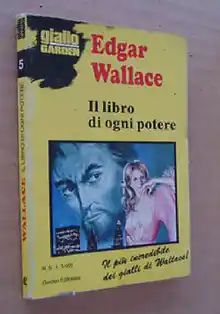 giallo
GARDEN
5
Edgar
Wallace
Il libro
di ogni potere
WALLACE IL LIBRO DI OGNI POTERE
Il più incredibile
dei gialli di Wallace!
Garden Editoriale